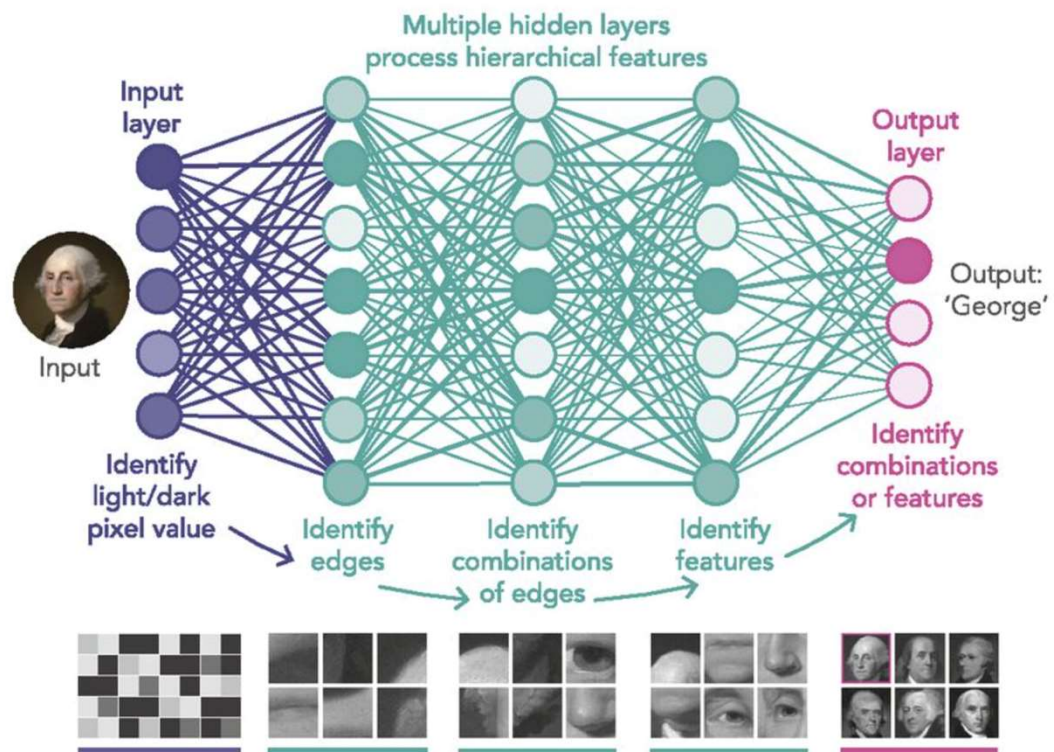 Multiple hidden layers
process hierarchical features
Input
layer
Output
layer
Input
Output:
‘George’
Identify
light/dark
pixel value
Identify
edges
Identify
combinations
of edges
Identify
features
Identify
combinations
or features